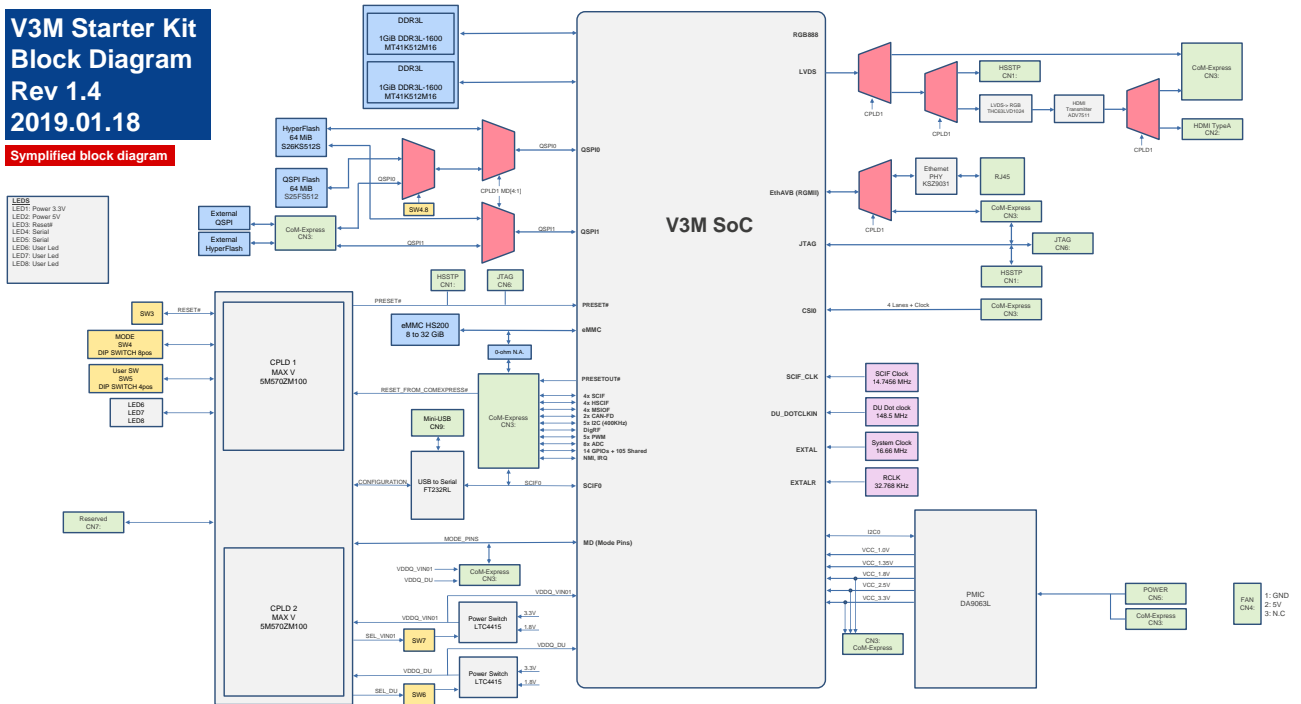 V3M Starter Kit
Block Diagram
Rev 1.4
2019.01.18
Symplified block diagram
LEDS
LED1: Power 3.3V
LED2: Power 5V
LED3: Reset#
LED4: Serial
LED5: Serial
LED6: User Led
LED7: User Led
LED8: User Led
DDR3L
1GiB DDR3L-1600
MT41K512M16
DDR3L
1GiB DDR3L-1600
MT41K512M16
HyperFlash
64 MiB
S26KS512S
QSPI Flash
64 MiB
S25FS512
External
QSPI
External
HyperFlash
CoM-Express
CN3:
QSPI0
SW4.8
CPLD1 MD[4:1]
QSPI0
QSPI1
QSPI1
V3M SoC
QSPI0
QSPI1
PRESET#
eMMC
PRESETOUT#
4x SCIF
4x HSCIF
4x MSIOF
2x CAN-FD
5x I2C (400KHz)
DigRF
5x PWM
8x ADC
14 GPIOs + 105 Shared
NMI, IRQ
SCIF0
MD (Mode Pins)
RGB888
LVDS
EthAVB (RGMII)
JTAG
CSI0
SCIF_CLK
DU_DOTCLKIN
EXTAL
EXTALR
CPLD1
CPLD1
HSSTP
CN1:
LVDS-> RGB
THC63LVD1024
HDMI
Transmitter
ADV7511
CPLD1
CoM-Express
CN3:
HDMI TypeA
CN2:
CPLD1
Ethernet
PHY
KSZ9031
RJ45
CoM-Express
CN3:
JTAG
CN6:
HSSTP
CN1:
4 Lanes + Clock
CoM-Express
CN3:
SCIF Clock
14.7456 MHz
DU Dot clock
148.5 MHz
System Clock
16.66 MHz
RCLK
32.768 KHz
I2C0
VCC_1.0V
VCC_1.35V
VCC_1.8V
VCC_2.5V
VCC_3.3V
CN3:
CoM-Express
PMIC
DA9063L
POWER
CN5:
CoM-Express
CN3:
FAN
CN4:
1: GND
2: 5V
3: N.C
HSSTP
CN1:
JTAG
CN6:
PRESET#
eMMC HS200
8 to 32 GiB
0-ohm N.A.
RESET_FROM_COMEXPRESS#
CoM-Express
CN3:
Mini-USB
CN9:
USB to Serial
FT232RL
CONFIGURATION
SCIF0
SW3
RESET#
MODE
SW4
DIP SWITCH 8pos
User SW
SW5
DIP SWITCH 4pos
LED6
LED7
LED8
CPLD 1
MAX V
5M570ZM100
Reserved
CN7:
CPLD 2
MAX V
5M570ZM100
MODE_PINS
VDDQ_VIN01
VDDQ_DU
CoM-Express
CN3:
VDDQ_VIN01
VDDQ_VIN01
SEL_VIN01
SW7
Power Switch
LTC4415
3.3V
1.8V
VDDQ_DU
VDDQ_DU
SEL_DU
SW6
Power Switch
LTC4415
3.3V
1.8V